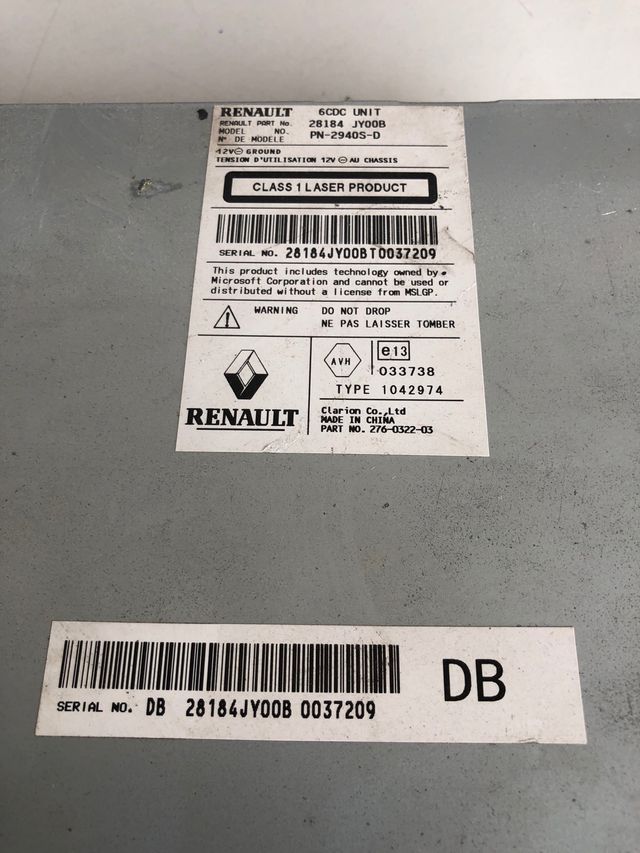 RENAULT 6CDC UNIT
RENAULT PART No. 28184 JY00B
MODEL NO. PN-2940S-D
N° DE MODELE
12V⊖ GROUND
TENSION D'UTILISATION 12V ⊖ AU CHASSIS
CLASS 1 LASER PRODUCT
SERIAL NO. 28184JY00BT0037209
This product includes technology owned by
Microsoft Corporation and cannot be used or
distributed without a license from MSLGP.
WARNING DO NOT DROP
NE PAS LAISSER TOMBER
AVH e13
033738
TYPE 1042974
RENAULT
Clarion Co.,Ltd
MADE IN CHINA
PART NO. 276-0322-03
DB
SERIAL NO. DB 28184JY00B 0037209